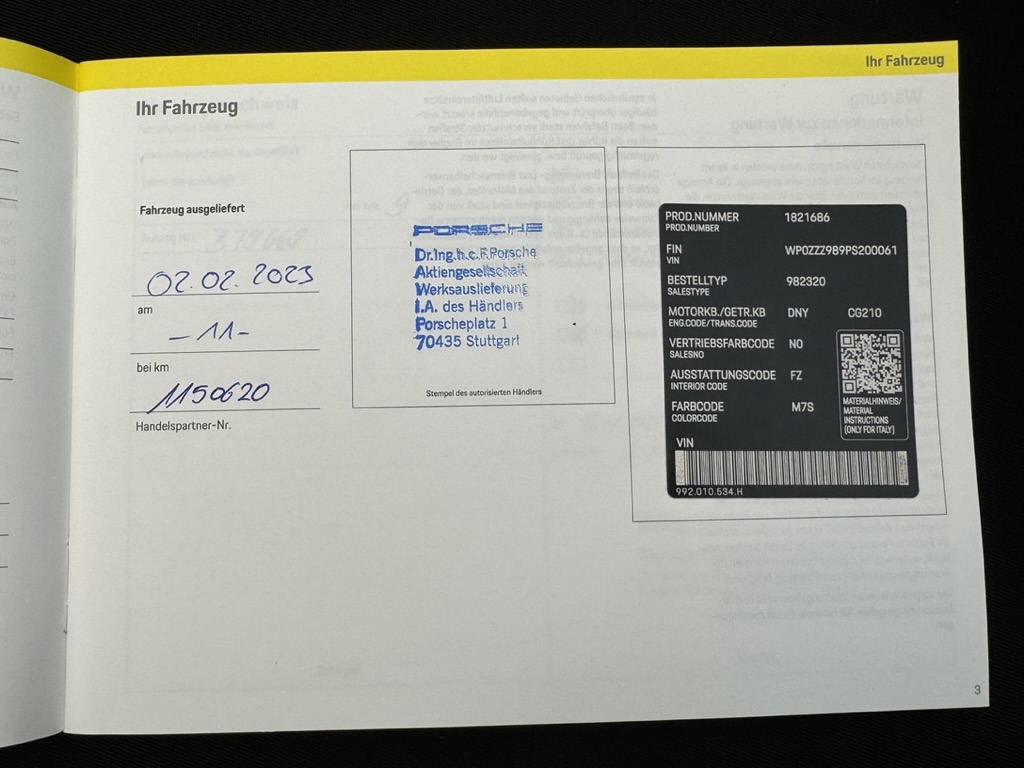 Ihr Fahrzeug
Ihr Fahrzeug
Fahrzeug ausgeliefert
02.02.2023
am
-11-
bei km
1150620
Handelspartner-Nr.
PORSCHE
Dr.Ing.h.c.F.Porsche
Aktiengesellschaft
Werksauslieferung
I.A. des Händlers
Porscheplatz 1
70435 Stuttgart
Stempel des autorisierten Händlers
PROD.NUMMER 1821686
PROD.NUMBER
FIN WP0ZZZ989PS200061
VIN
BESTELLTYP 982320
SALESTYPE
MOTORKB./GETR.KB DNY CG210
ENG.CODE/TRANS.CODE
VERTRIEBSFARBCODE N0
SALESNO
AUSSTATTUNGSCODE FZ
INTERIOR CODE
FARBCODE M7S
COLORCODE
MATERIALHINWEIS/
MATERIAL
INSTRUCTIONS
(ONLY FOR ITALY)
VIN
992.010.534.H
3